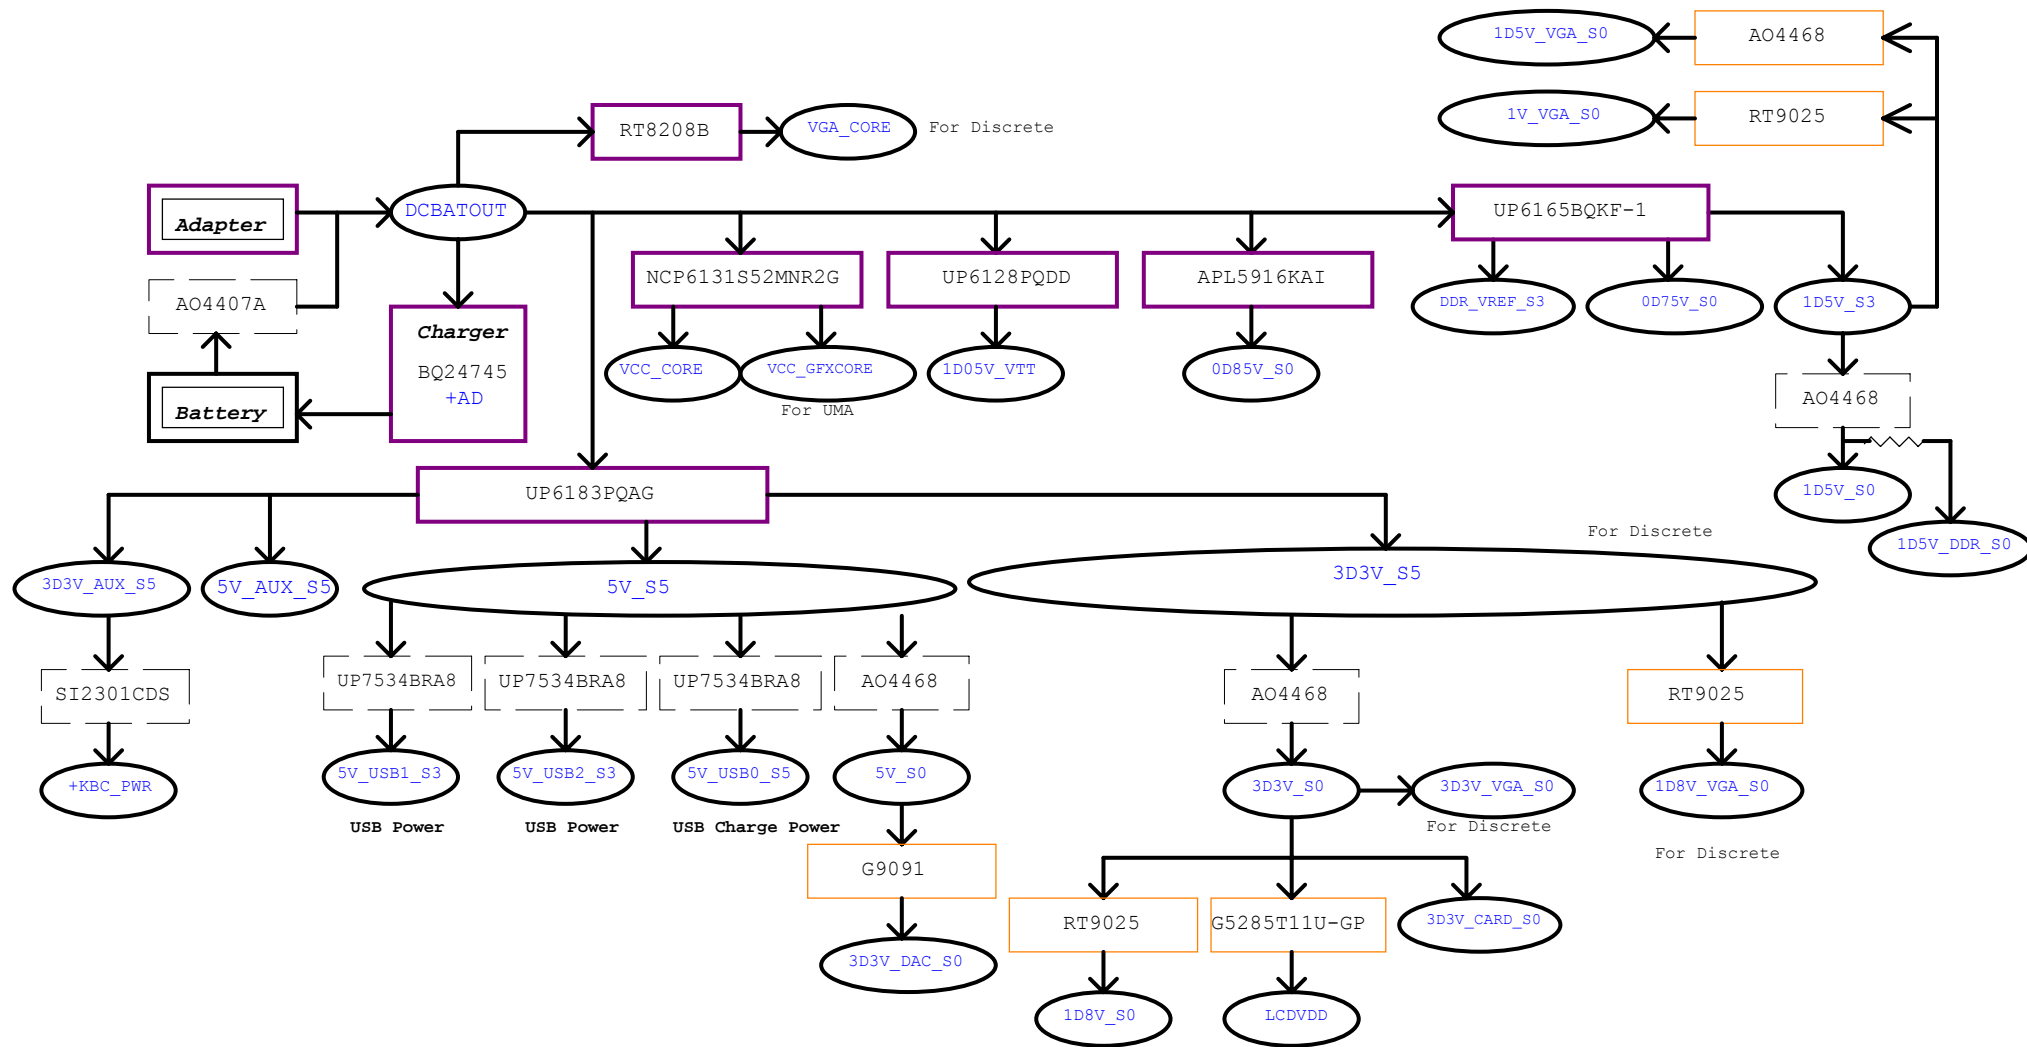 1D5V_VGA_S0
AO4468
1V_VGA_S0
RT9025
RT8208B
VGA_CORE
For Discrete
Adapter
DCBATOUT
UP6165BQKF-1
NCP6131S52MNR2G
UP6128PQDD
APL5916KAI
AO4407A
DDR_VREF_S3
0D75V_S0
1D5V_S3
Charger
BQ24745
+AD
VCC_CORE
VCC_GFXCORE
For UMA
1D05V_VTT
0D85V_S0
Battery
AO4468
1D5V_S0
1D5V_DDR_S0
UP6183PQAG
For Discrete
3D3V_AUX_S5
5V_AUX_S5
5V_S5
3D3V_S5
SI2301CDS
UP7534BRA8
UP7534BRA8
UP7534BRA8
AO4468
AO4468
RT9025
+KBC_PWR
5V_USB1_S3
5V_USB2_S3
5V_USB0_S5
5V_S0
3D3V_S0
3D3V_VGA_S0
1D8V_VGA_S0
USB Power
USB Power
USB Charge Power
For Discrete
For Discrete
G9091
RT9025
G5285T11U-GP
3D3V_CARD_S0
3D3V_DAC_S0
1D8V_S0
LCDVDD